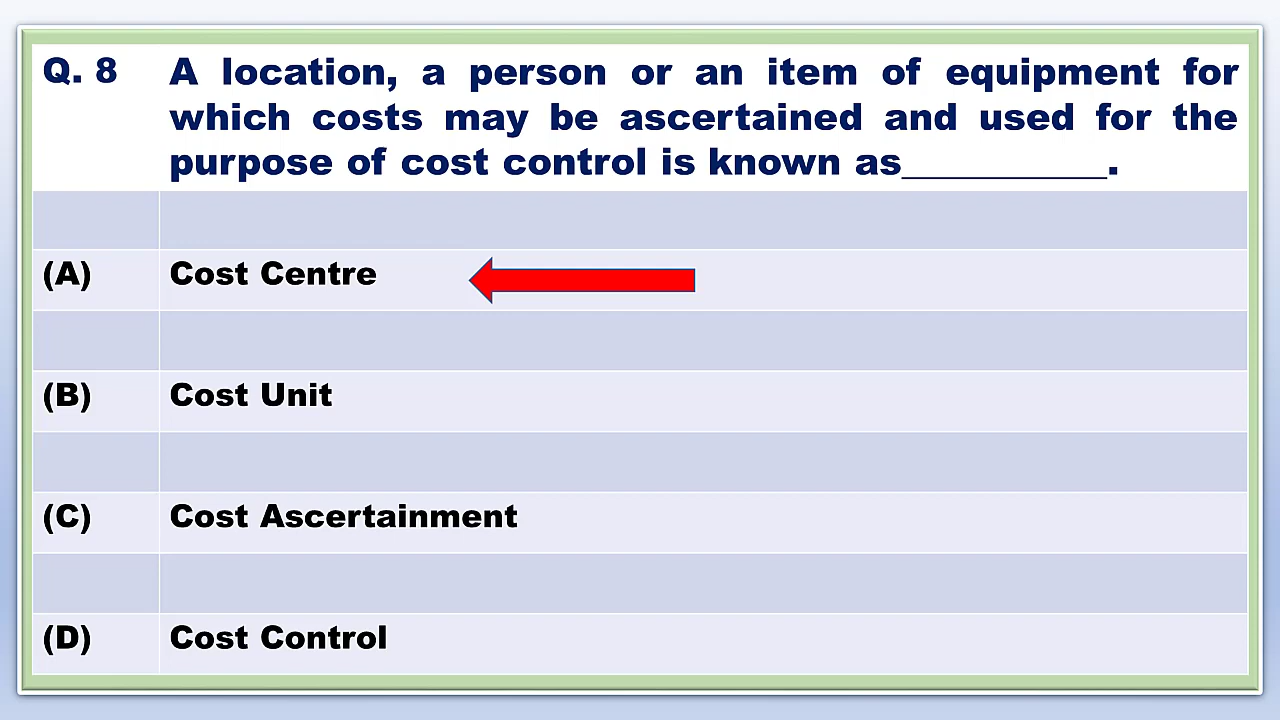 Q. 8 A location, a person or an item of equipment for
which costs may be ascertained and used for the
purpose of cost control is known as___________.
(A) Cost Centre
(B) Cost Unit
(C) Cost Ascertainment
(D) Cost Control